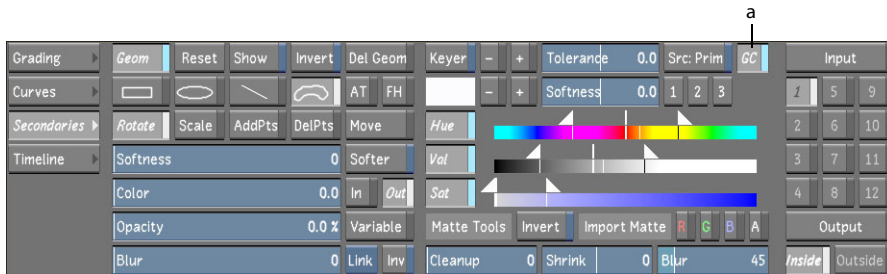 a
Grading Geom Reset Show Invert Del Geom Keyer - + Tolerance 0.0 Src: Prim GC Input
Curves AT FH - + Softness 0.0 1 2 3 1 5 9
Secondaries Rotate Scale AddPts DelPts Move Hue 2 6 10
Timeline Softness 0 Softer Val 3 7 11
Color 0.0 In Out Sat 4 8 12
Opacity 0.0 % Variable Matte Tools Invert Import Matte R G B A Output
Blur 0 Link Inv Cleanup 0 Shrink 0 Blur 45 Inside Outside